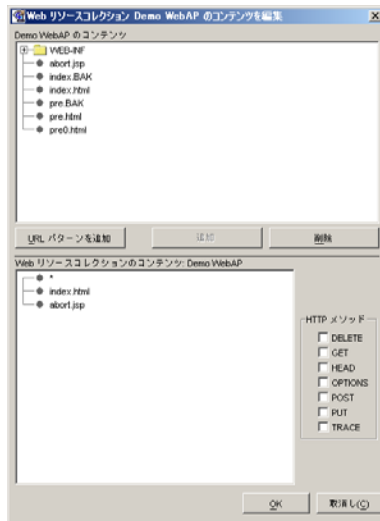 Web リソースコレクション Demo WebAP のコンテンツを編集
Demo WebAP のコンテンツ
WEB-INF
abort.jsp
index.BAK
index.html
pre.BAK
pre.html
pre0.html
URL パターンを追加
追加
削除
Web リソースコレクションのコンテンツ: Demo WebAP
*
index.html
abort.jsp
HTTP メソッド
DELETE
GET
HEAD
OPTIONS
POST
PUT
TRACE
OK
取消し(C)